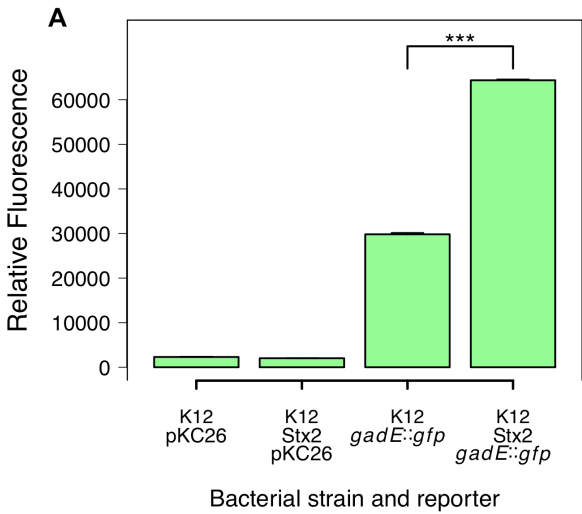 A
***
Relative Fluorescence
60000
50000
40000
30000
20000
10000
0
K12
pKC26
K12
Stx2
pKC26
K12
gadE::gfp
K12
Stx2
gadE::gfp
Bacterial strain and reporter